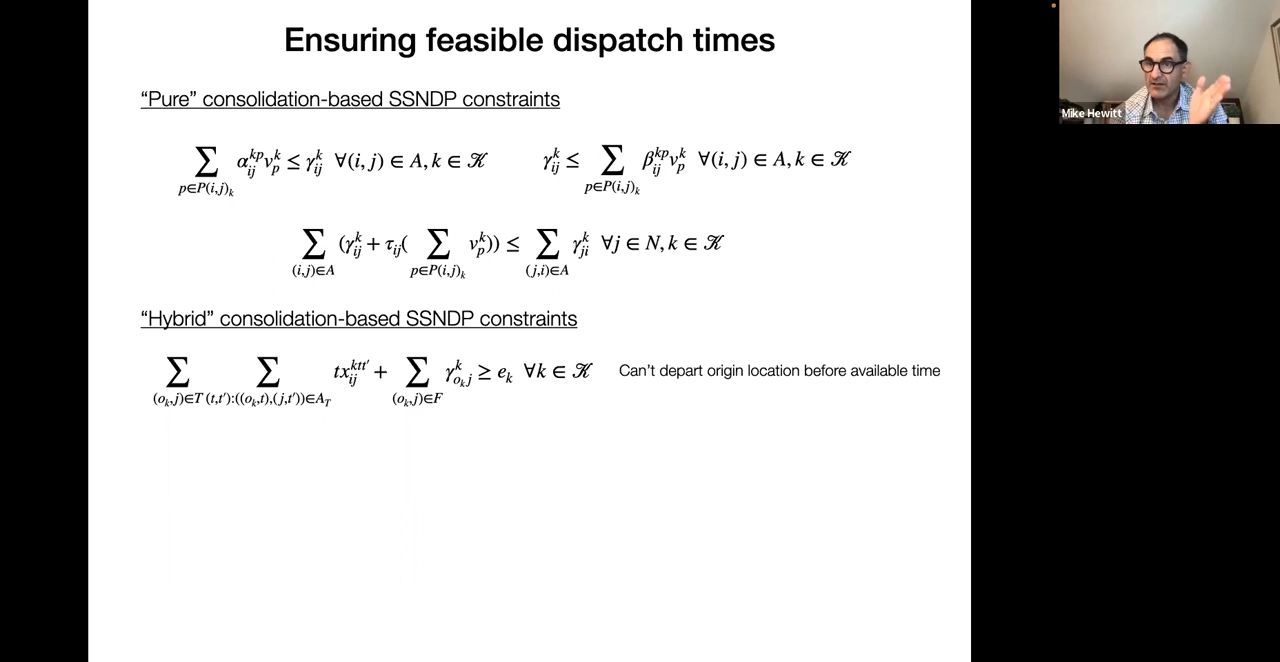 Ensuring feasible dispatch times
"Pure" consolidation-based SSNDP constraints
∑_{p∈P(i,j)_k} α_{ij}^{kp} v_p^k ≤ γ_{ij}^k ∀(i, j) ∈ A, k ∈ 𝒦 γ_{ij}^k ≤ ∑_{p∈P(i,j)_k} β_{ij}^{kp} v_p^k ∀(i, j) ∈ A, k ∈ 𝒦
∑_{(i,j)∈A} (γ_{ij}^k + τ_{ij}( ∑_{p∈P(i,j)_k} v_p^k)) ≤ ∑_{(j,i)∈A} γ_{ji}^k ∀j ∈ N, k ∈ 𝒦
"Hybrid" consolidation-based SSNDP constraints
∑_{(o_k,j)∈T} ∑_{(t,t′):((o_k,t),(j,t′))∈A_T} tx_{ij}^{ktt′} + ∑_{(o_k,j)∈F} γ_{o_k j}^k ≥ e_k ∀k ∈ 𝒦 Can't depart origin location before available time
Mike Hewitt